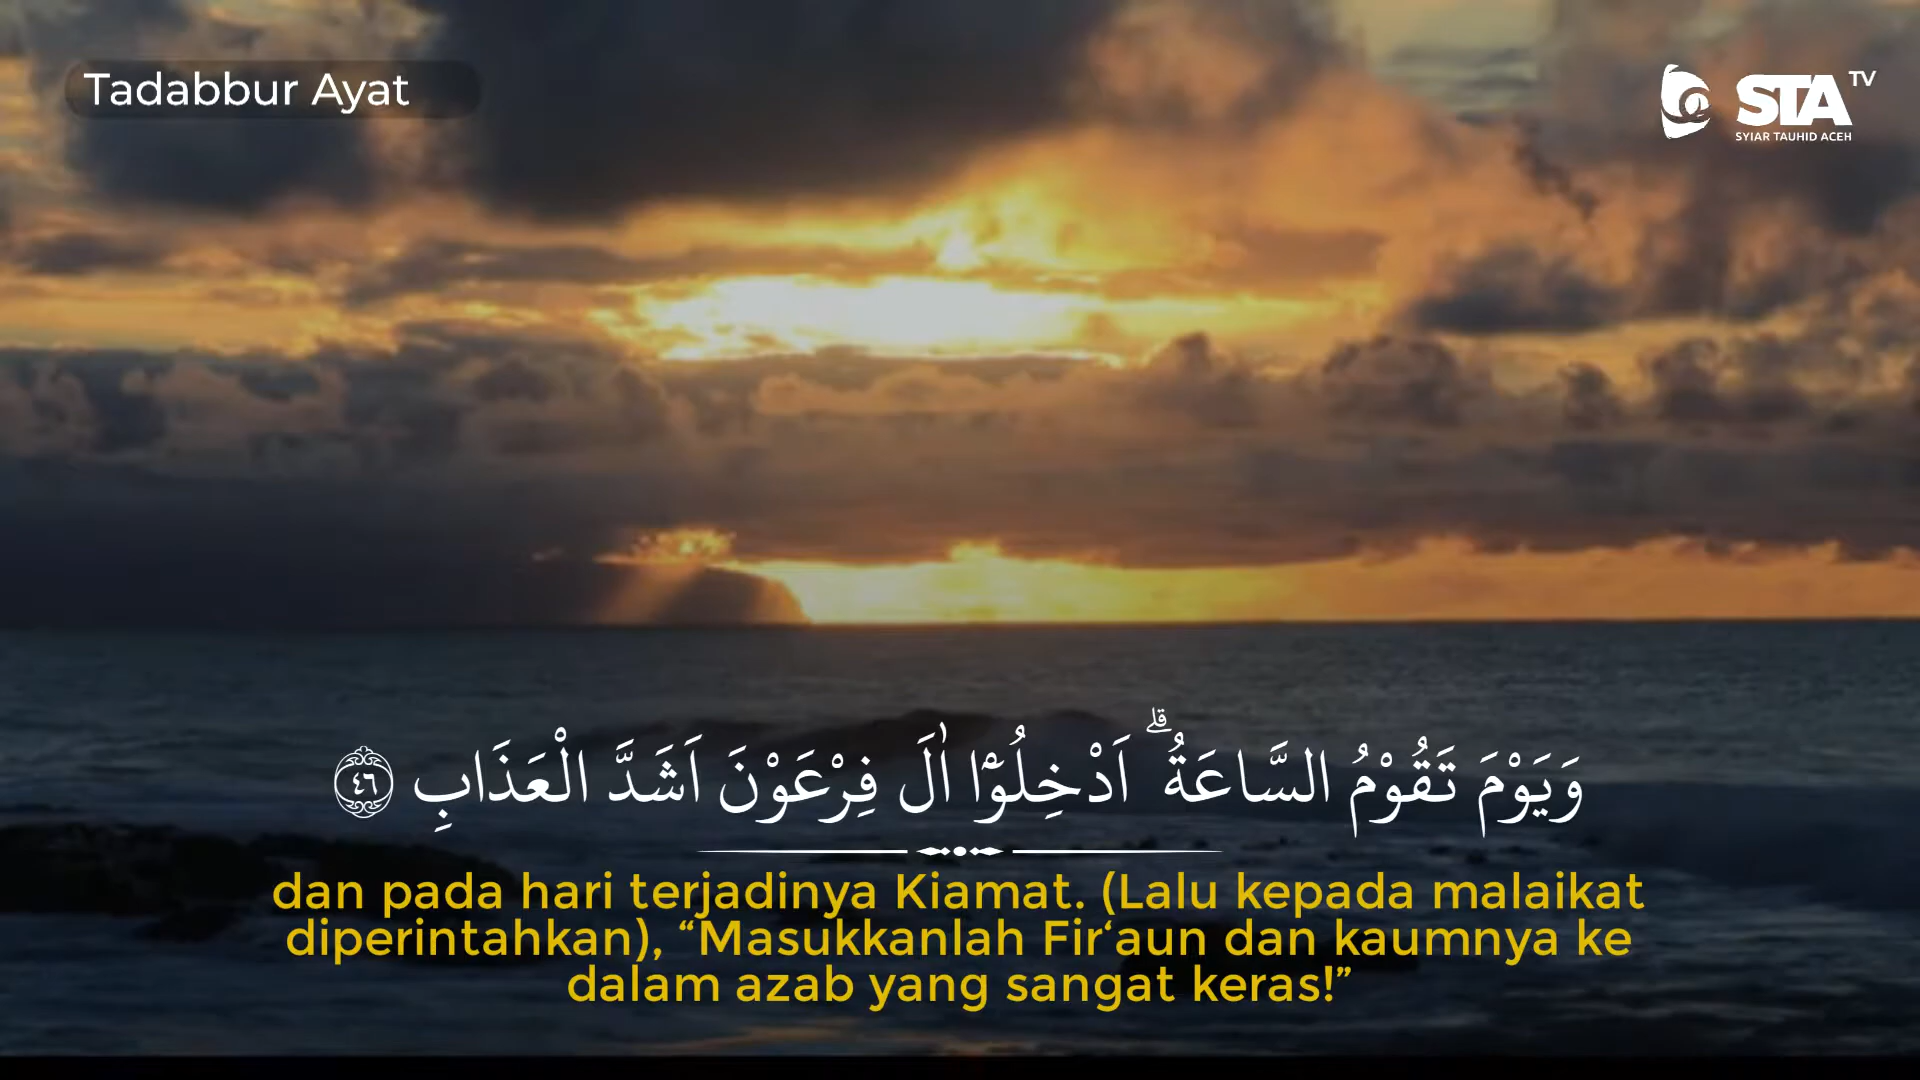 Tadabbur Ayat
STA TV
SYIAR TAUHID ACEH
وَيَوْمَ تَقُوْمُ السَّاعَةُ ۗ اَدْخِلُوْٓا اٰلَ فِرْعَوْنَ اَشَدَّ الْعَذَابِ ٤٦
dan pada hari terjadinya Kiamat. (Lalu kepada malaikat
diperintahkan), “Masukkanlah Fir‘aun dan kaumnya ke
dalam azab yang sangat keras!”